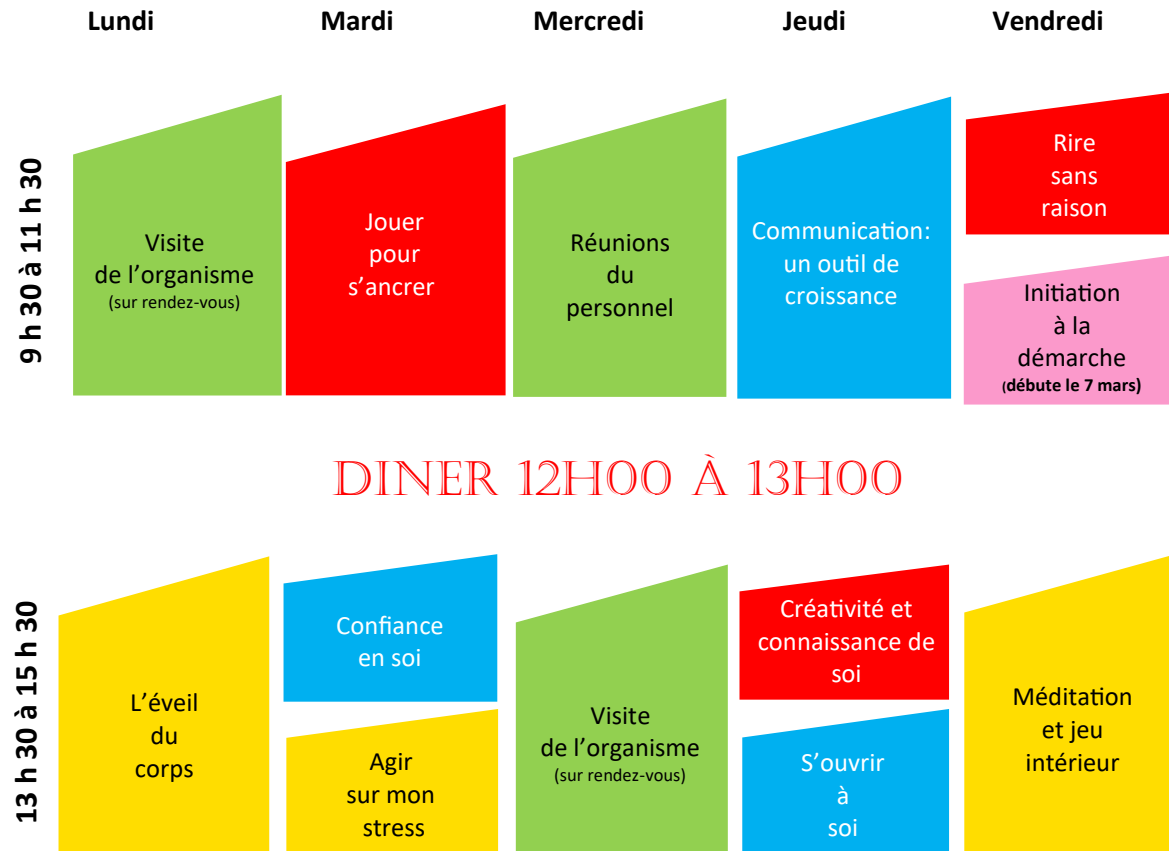 Lundi
Mardi
Mercredi
Jeudi
Vendredi
9 h 30 à 11 h 30
Visite
de l’organisme
(sur rendez-vous)
Jouer
pour
s’ancrer
Réunions
du
personnel
Communication:
un outil de
croissance
Rire
sans
raison
Initiation
à la
démarche
(débute le 7 mars)
DINER 12H00 À 13H00
13 h 30 à 15 h 30
L’éveil
du
corps
Confiance
en soi
Agir
sur mon
stress
Visite
de l’organisme
(sur rendez-vous)
Créativité et
connaissance de
soi
S’ouvrir
à
soi
Méditation
et jeu
intérieur